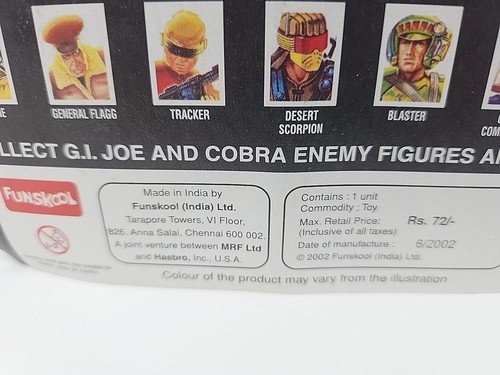 GENERAL FLAGG
TRACKER
DESERT
SCORPION
BLASTER
LLECT G.I. JOE AND COBRA ENEMY FIGURES A
FUNSKOOL
Made in India by
Funskool (India) Ltd.
Tarapore Towers, VI Floor,
826, Anna Salai, Chennai 600 002.
A joint venture between MRF Ltd
and Hasbro, Inc., U.S.A.
Contains : 1 unit
Commodity : Toy
Max. Retail Price: Rs. 72/-
(Inclusive of all taxes)
Date of manufacture : 6/2002
© 2002 Funskool (India) Ltd.
Colour of the product may vary from the illustration